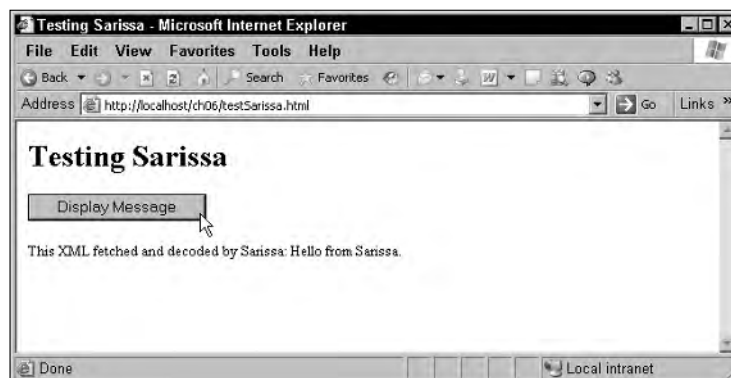 Testing Sarissa - Microsoft Internet Explorer
File Edit View Favorites Tools Help
Back Search Favorites
Address http://localhost/ch06/testSarissa.html Go Links »
Testing Sarissa
Display Message
This XML fetched and decoded by Sarissa: Hello from Sarissa.
Done Local intranet